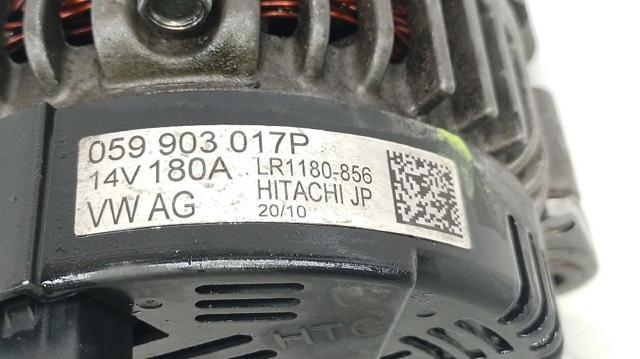 059 903 017P
14V 180A LR1180-856
VW AG HITACHI JP
20/10